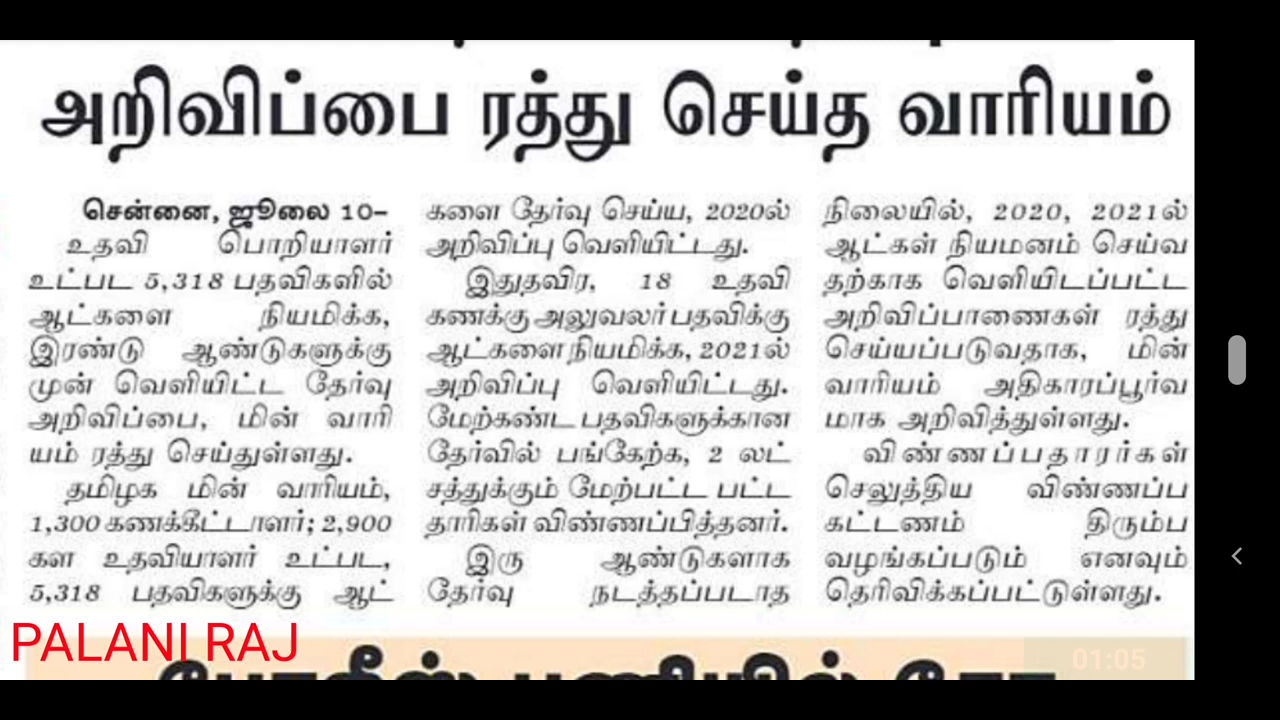 அறிவிப்பை ரத்து செய்த வாரியம்
சென்னை, ஜூலை 10–
உதவி பொறியாளர்
உட்பட 5,318 பதவிகளில்
ஆட்களை நியமிக்க,
இரண்டு ஆண்டுகளுக்கு
முன் வெளியிட்ட தேர்வு
அறிவிப்பை, மின் வாரி
யம் ரத்து செய்துள்ளது.
தமிழக மின் வாரியம்,
1,300 கணக்கீட்டாளர்; 2,900
கள உதவியாளர் உட்பட,
5,318 பதவிகளுக்கு ஆட்
களை தேர்வு செய்ய, 2020ல்
அறிவிப்பு வெளியிட்டது.
இதுதவிர, 18 உதவி
கணக்கு அலுவலர் பதவிக்கு
ஆட்களை நியமிக்க, 2021ல்
அறிவிப்பு வெளியிட்டது.
மேற்கண்ட பதவிகளுக்கான
தேர்வில் பங்கேற்க, 2 லட்
சத்துக்கும் மேற்பட்ட பட்ட
தாரிகள் விண்ணப்பித்தனர்.
இரு ஆண்டுகளாக
தேர்வு நடத்தப்படாத
நிலையில், 2020, 2021ல்
ஆட்கள் நியமனம் செய்வ
தற்காக வெளியிடப்பட்ட
அறிவிப்பாணைகள் ரத்து
செய்யப்படுவதாக, மின்
வாரியம் அதிகாரப்பூர்வ
மாக அறிவித்துள்ளது.
விண்ணப்பதாரர்கள்
செலுத்திய விண்ணப்ப
கட்டணம் திரும்ப
வழங்கப்படும் எனவும்
தெரிவிக்கப்பட்டுள்ளது.
PALANI RAJ
01:05